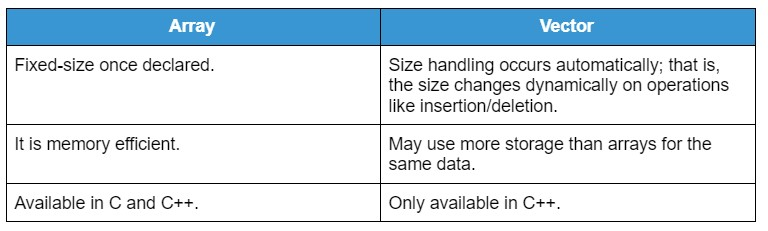 Array
Vector
Fixed-size once declared.
Size handling occurs automatically; that is,
the size changes dynamically on operations
like insertion/deletion.
It is memory efficient.
May use more storage than arrays for the
same data.
Available in C and C++.
Only available in C++.